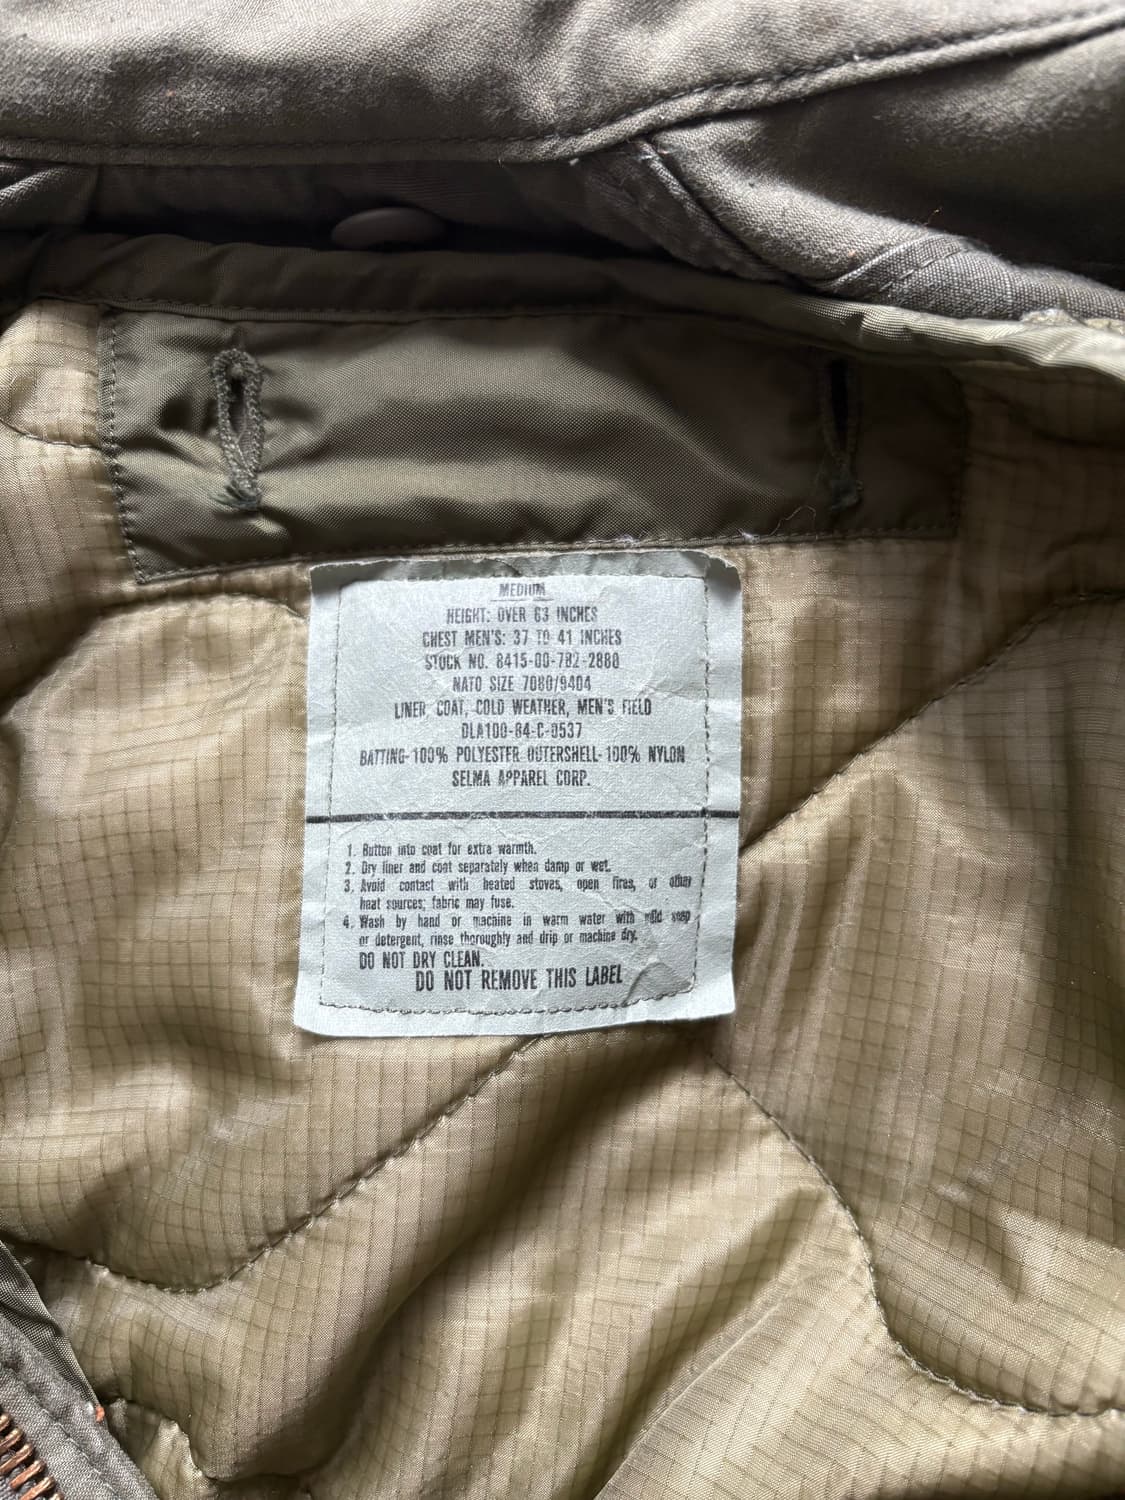 MEDIUM
HEIGHT: OVER 63 INCHES
CHEST MEN'S: 37 TO 41 INCHES
STOCK NO. 8415-00-782-2888
NATO SIZE 7080/9404
LINER, COAT, COLD WEATHER, MEN'S FIELD
DLA100-84-C-0537
BATTING-100% POLYESTER OUTERSHELL-100% NYLON
SELMA APPAREL CORP.
1. Button into coat for extra warmth.
2. Dry liner and coat separately when damp or wet.
3. Avoid contact with heated stoves, open fires, or other
heat sources; fabric may fuse.
4. Wash by hand or machine in warm water with mild soap
or detergent, rinse thoroughly and drip or machine dry.
DO NOT DRY CLEAN.
DO NOT REMOVE THIS LABEL